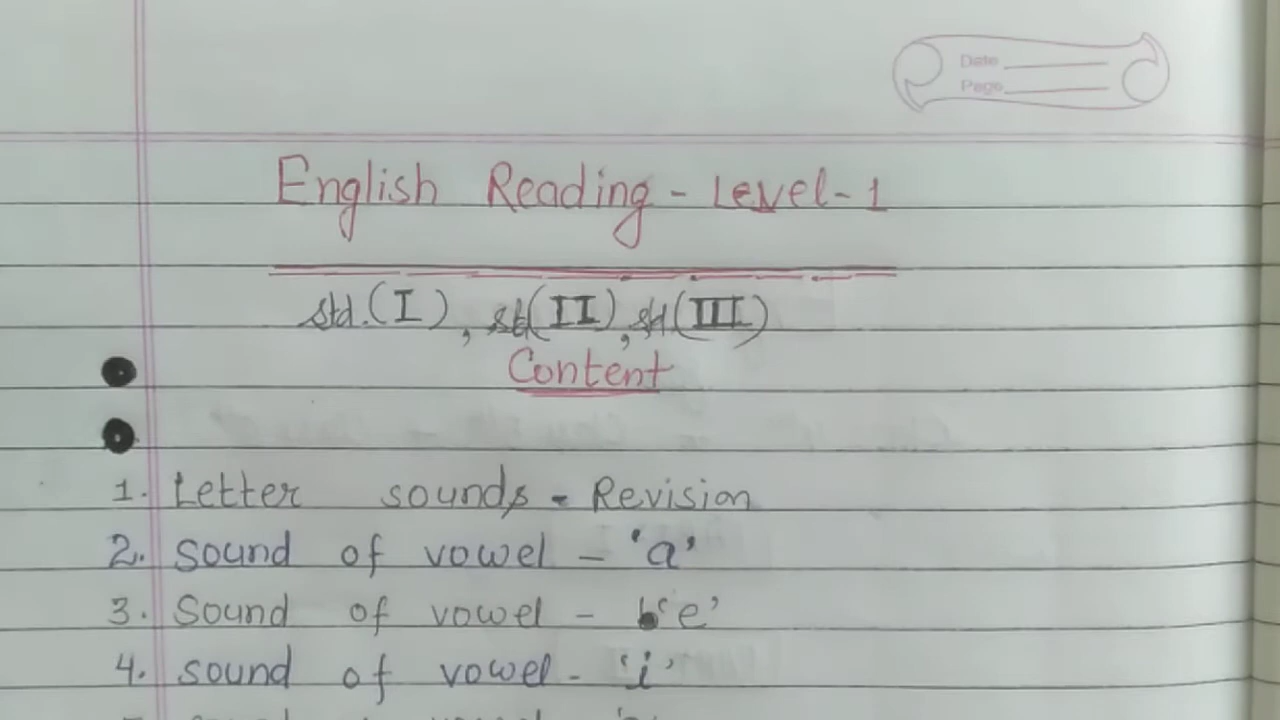 Date
Page
English Reading - Level-1
std.(I), std(II), std(III)
Content
1. Letter sounds - Revision
2. Sound of vowel - 'a'
3. Sound of vowel - 'e'
4. sound of vowel - 'i'